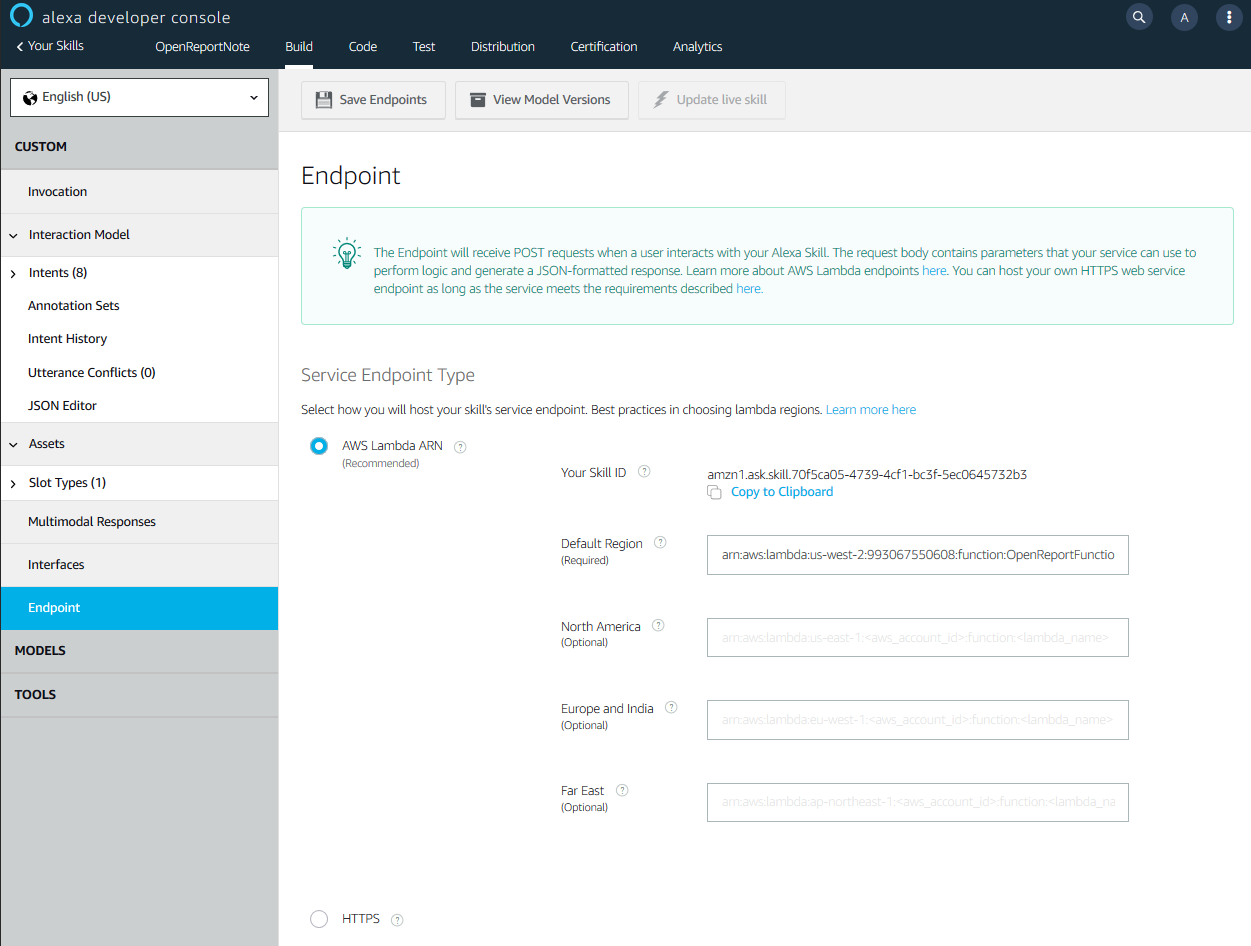 alexa developer console
A
Your Skills
OpenReportNote
Build
Code
Test
Distribution
Certification
Analytics
English (US)
Save Endpoints
View Model Versions
Update live skill
CUSTOM
Invocation
Interaction Model
Intents (8)
Annotation Sets
Intent History
Utterance Conflicts (0)
JSON Editor
Assets
Slot Types (1)
Multimodal Responses
Interfaces
Endpoint
MODELS
TOOLS
Endpoint
The Endpoint will receive POST requests when a user interacts with your Alexa Skill. The request body contains parameters that your service can use to
perform logic and generate a JSON-formatted response. Learn more about AWS Lambda endpoints here. You can host your own HTTPS web service
endpoint as long as the service meets the requirements described here.
Service Endpoint Type
Select how you will host your skill's service endpoint. Best practices in choosing lambda regions. Learn more here
AWS Lambda ARN ?
(Recommended)
Your Skill ID ?
amzn1.ask.skill.70f5ca05-4739-4cf1-bc3f-5ec0645732b3
Copy to Clipboard
Default Region ?
(Required)
arn:aws:lambda:us-west-2:993067550608:function:OpenReportFunctio
North America ?
(Optional)
arn:aws:lambda:us-east-1:<aws_account_id>:function:<lambda_name>
Europe and India ?
(Optional)
arn:aws:lambda:eu-west-1:<aws_account_id>:function:<lambda_name>
Far East ?
(Optional)
arn:aws:lambda:ap-northeast-1:<aws_account_id>:function:<lambda_na
HTTPS ?